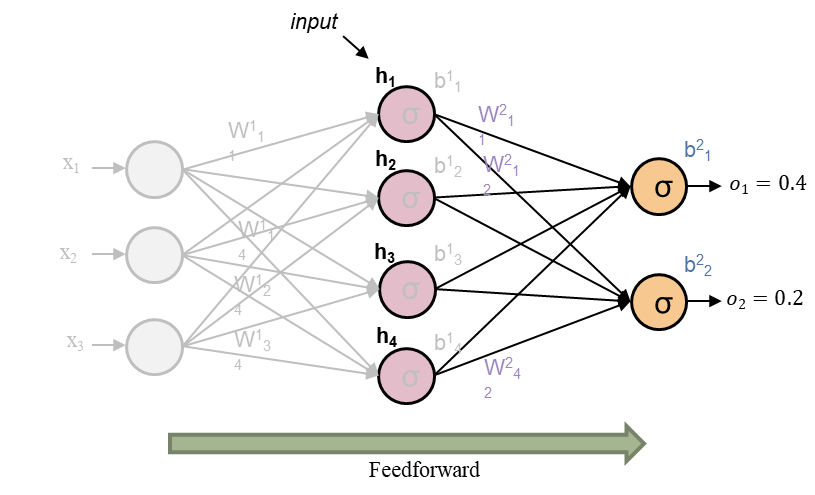 input
h₁
b¹₁
W¹₁
1
W²₁
1
x₁
σ
h₂
b¹₂
W²₁
2
b²₁
σ
σ
o₁ = 0.4
x₂
W¹₁
4
h₃
b¹₃
σ
b²₂
W¹₂
4
σ
o₂ = 0.2
x₃
W¹₃
4
h₄
b¹₄
σ
W²₄
2
Feedforward